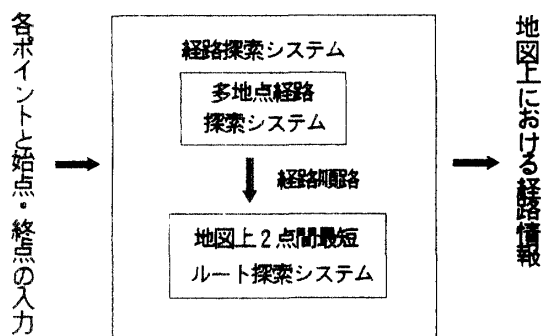 各ポイントと始点・終点の入力
経路探索システム
多地点経路
探索システム
経路順路
地図上2点間最短
ルート探索システム
地図上における経路情報